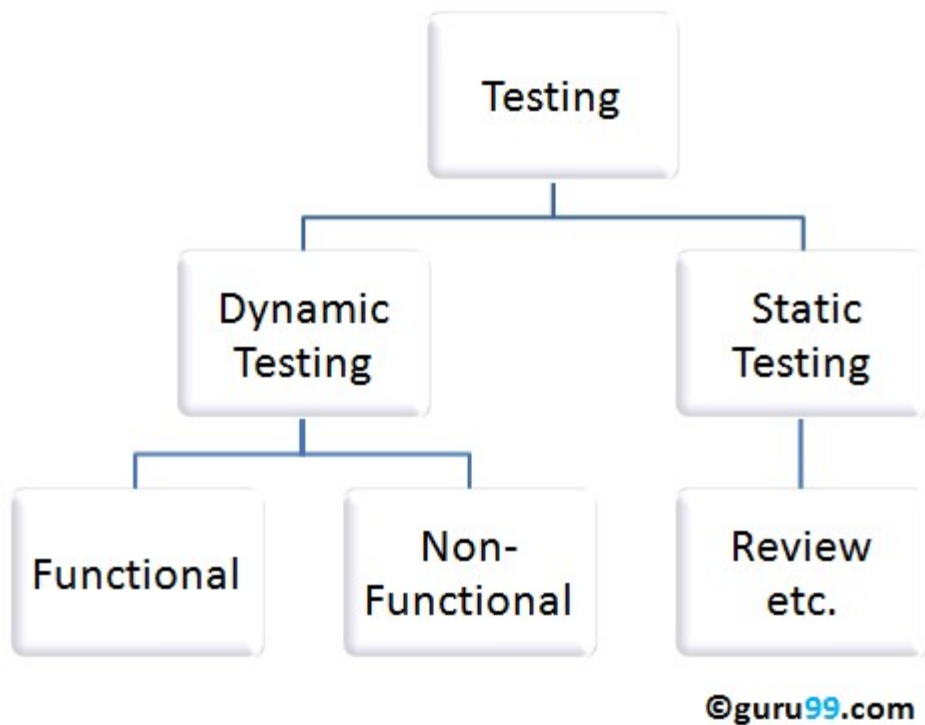 Testing
Dynamic
Testing
Static
Testing
Functional
Non-
Functional
Review
etc.
©guru99.com